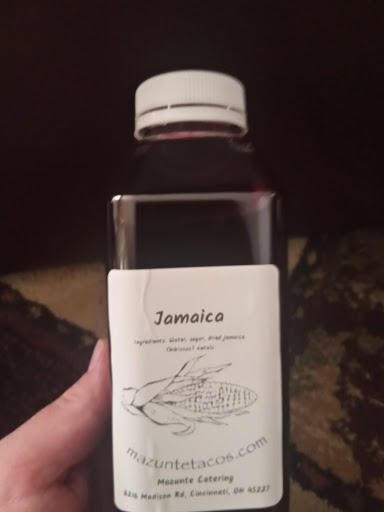 Jamaica
Ingredients: Water, sugar, dried jamaica
(hibiscus) petals
mazuntetacos.com
Mazunte Catering
6216 Madison Rd, Cincinnati, OH 45227